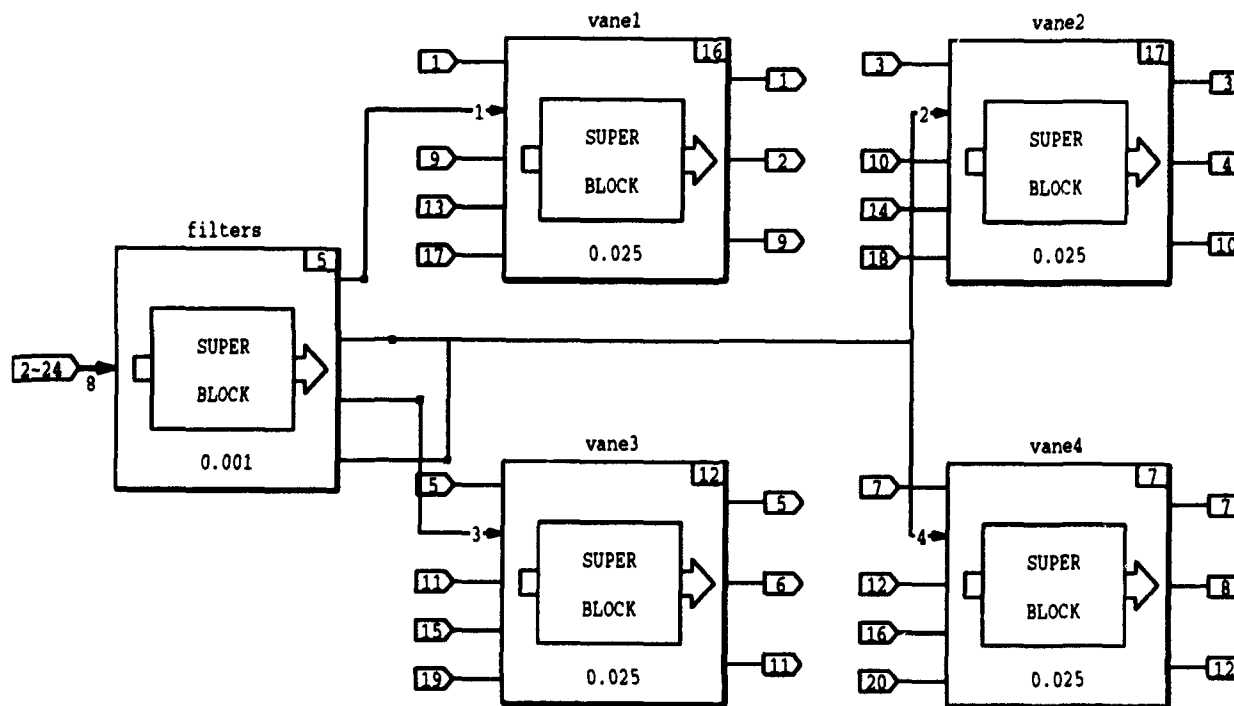 vane1
16
1
1
1
9
2
13
17
9
SUPER
BLOCK
0.025
vane2
17
3
3
2
10
4
14
18
10
SUPER
BLOCK
0.025
filters
5
2~24
8
SUPER
BLOCK
0.001
vane3
12
5
5
3
11
6
15
19
11
SUPER
BLOCK
0.025
vane4
7
7
7
4
12
8
16
20
12
SUPER
BLOCK
0.025